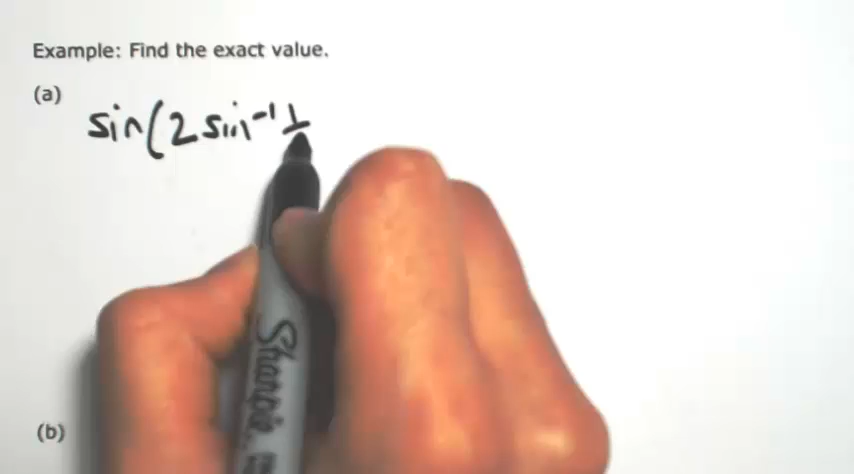 Example: Find the exact value.
(a)
sin(2 sin⁻¹ 1/
(b)
Sharpie